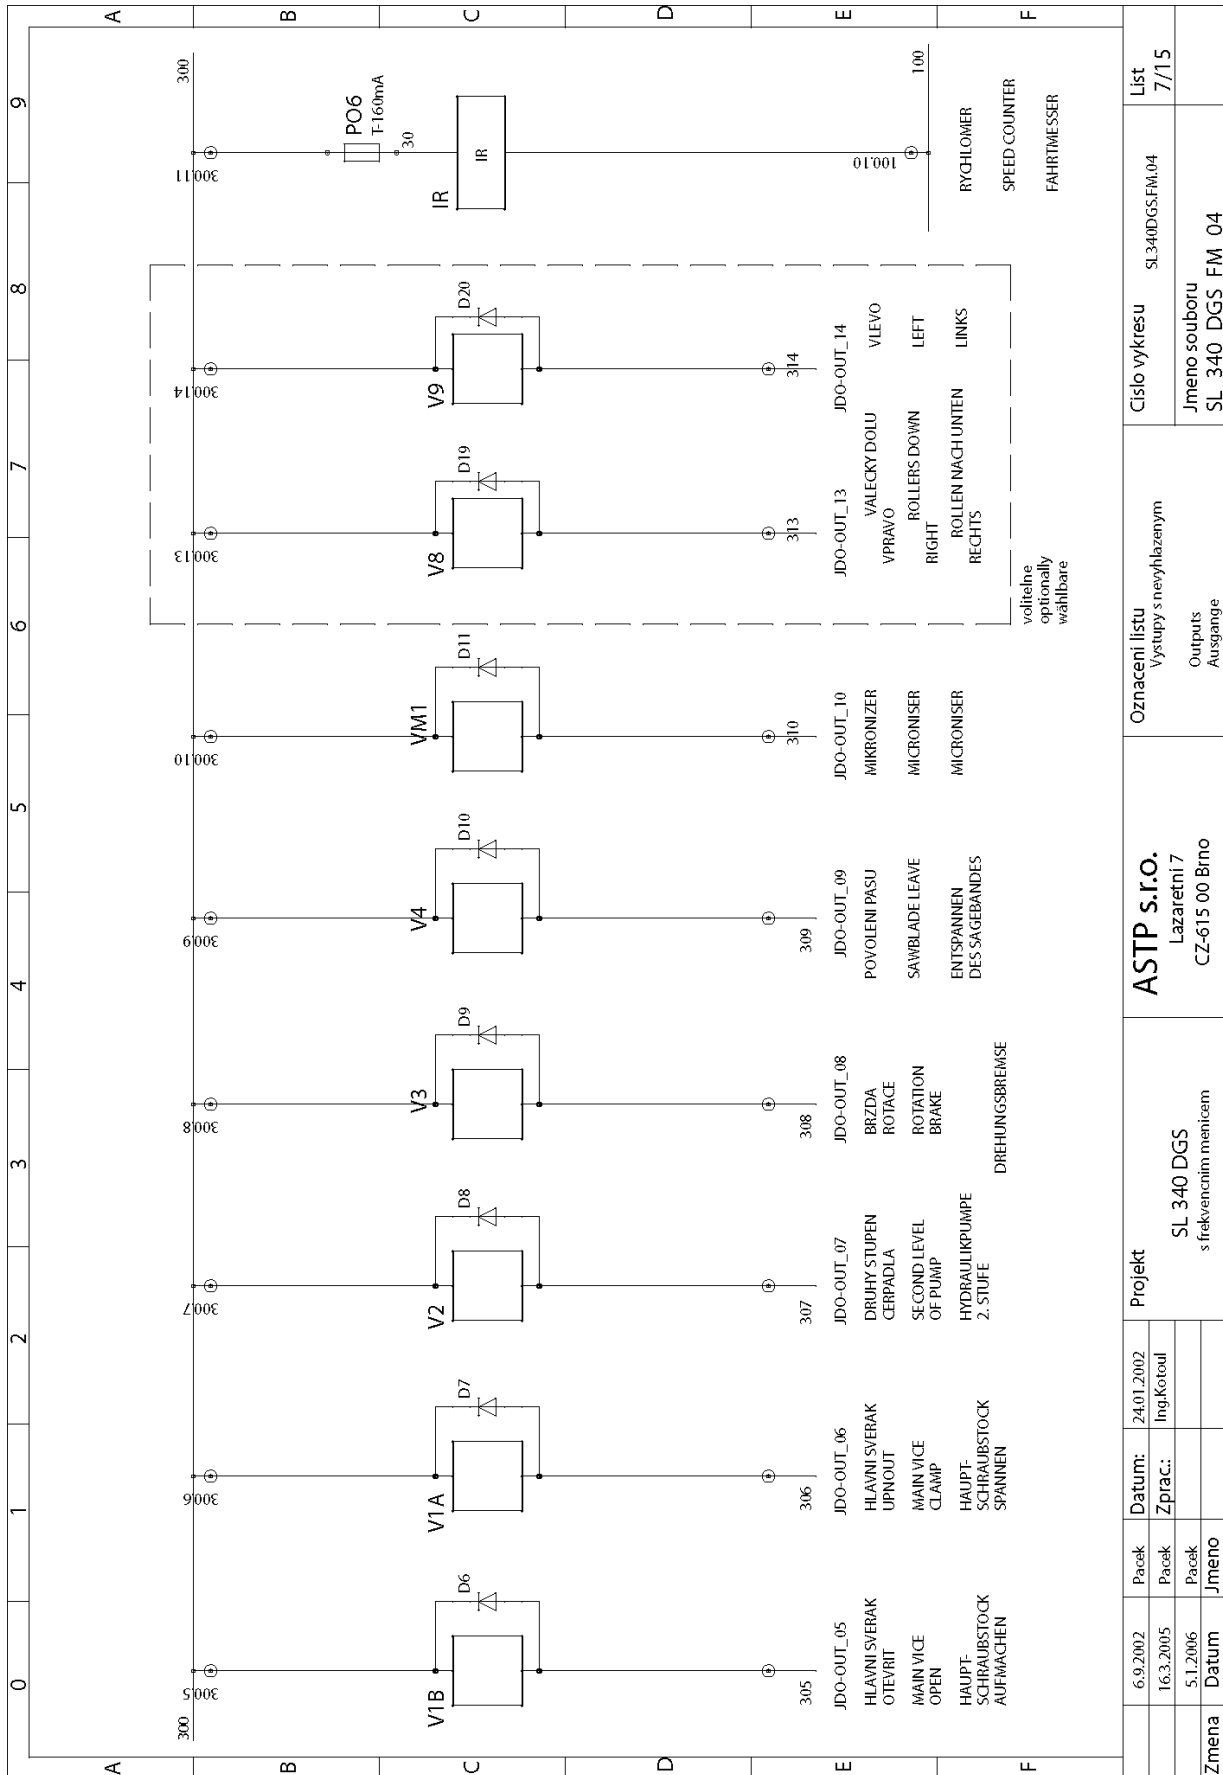 0 1 2 3 4 5 6 7 8 9
A A
B B
C C
D D
E E
F F
300 300
300.5 300.6 300.7 300.8 300.9 300.10 300.13 300.14 300.11
PO6
T-160mA
30
V1B D6
V1A D7
V2 D8
V3 D9
V4 D10
VM1 D11
V8 D19
V9 D20
IR IR
305 306 307 308 309 310 313 314
100.10 100
JDO-OUT_05
HLAVNI SVERAK
OTEVRIT
MAIN VICE
OPEN
HAUPT-
SCHRAUBSTOCK
AUFMACHEN
JDO-OUT_06
HLAVNI SVERAK
UPNOUT
MAIN VICE
CLAMP
HAUPT-
SCHRAUBSTOCK
SPANNEN
JDO-OUT_07
DRUHY STUPEN
CERPADLA
SECOND LEVEL
OF PUMP
HYDRAULIKPUMPE
2. STUFE
JDO-OUT_08
BRZDA
ROTACE
ROTATION
BRAKE
DREHUNGSBREMSE
JDO-OUT_09
POVOLENI PASU
SAWBLADE LEAVE
ENTSPANNEN
DES SAGEBANDES
JDO-OUT_10
MIKRONIZER
MICRONISER
MICRONISER
JDO-OUT_13 JDO-OUT_14
VALECKY DOLU
VPRAVO VLEVO
ROLLERS DOWN
RIGHT LEFT
ROLLEN NACH UNTEN
RECHTS LINKS
volitelne
optionally
wählbare
RYCHLOMER
SPEED COUNTER
FAHRTMESSER
6.9.2002 Pacek
16.3.2005 Pacek
5.1.2006 Pacek
Zmena Datum Jmeno
Datum: 24.01.2002
Zprac.: Ing.Kotoul
Projekt
SL 340 DGS
s frekvencnim menicem
ASTP s.r.o.
Lazaretní 7
CZ-615 00 Brno
Oznaceni listu
Vystupy s nevyhlazenym
Outputs
Ausgange
Cislo vykresu
SL340DGS.FM.04
Jmeno souboru
SL 340 DGS FM 04
List
7/15